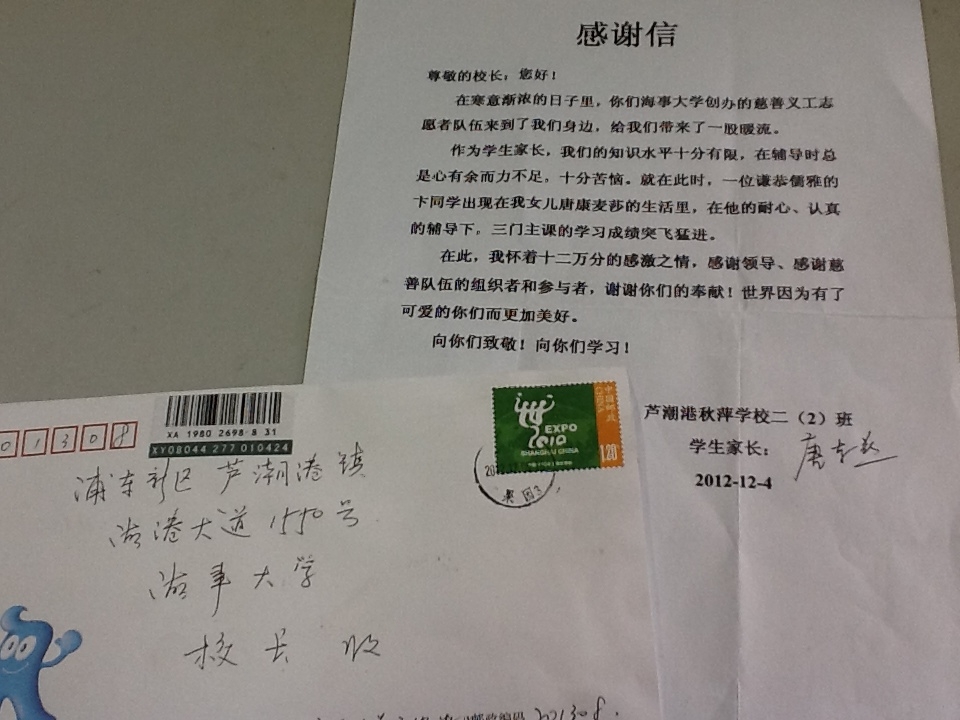 感谢信
尊敬的校长：您好！
在寒意渐浓的日子里，你们海事大学创办的慈善义工志
愿者队伍来到了我们身边，给我们带来了一股暖流。
作为学生家长，我们的知识水平十分有限，在辅导时总
是心有余而力不足，十分苦恼。就在此时，一位谦恭儒雅的
卞同学出现在我女儿唐康麦莎的生活里，在他的耐心、认真
的辅导下。三门主课的学习成绩突飞猛进。
在此，我怀着十二万分的感激之情，感谢领导、感谢慈
善队伍的组织者和参与者，谢谢你们的奉献！世界因为有了
可爱的你们而更加美好。
向你们致敬！向你们学习！
芦潮港秋萍学校二（2）班
学生家长：
2012-12-4
01308
XA 1980 2698 8 31
XY08044 277 010424
中国邮政
CHINA
EXPO
2010
SHANGHAI CHINA
1.20
浦东新区 芦潮港镇
海港大道1550号
海事大学
校长 收
邮政编码 201308